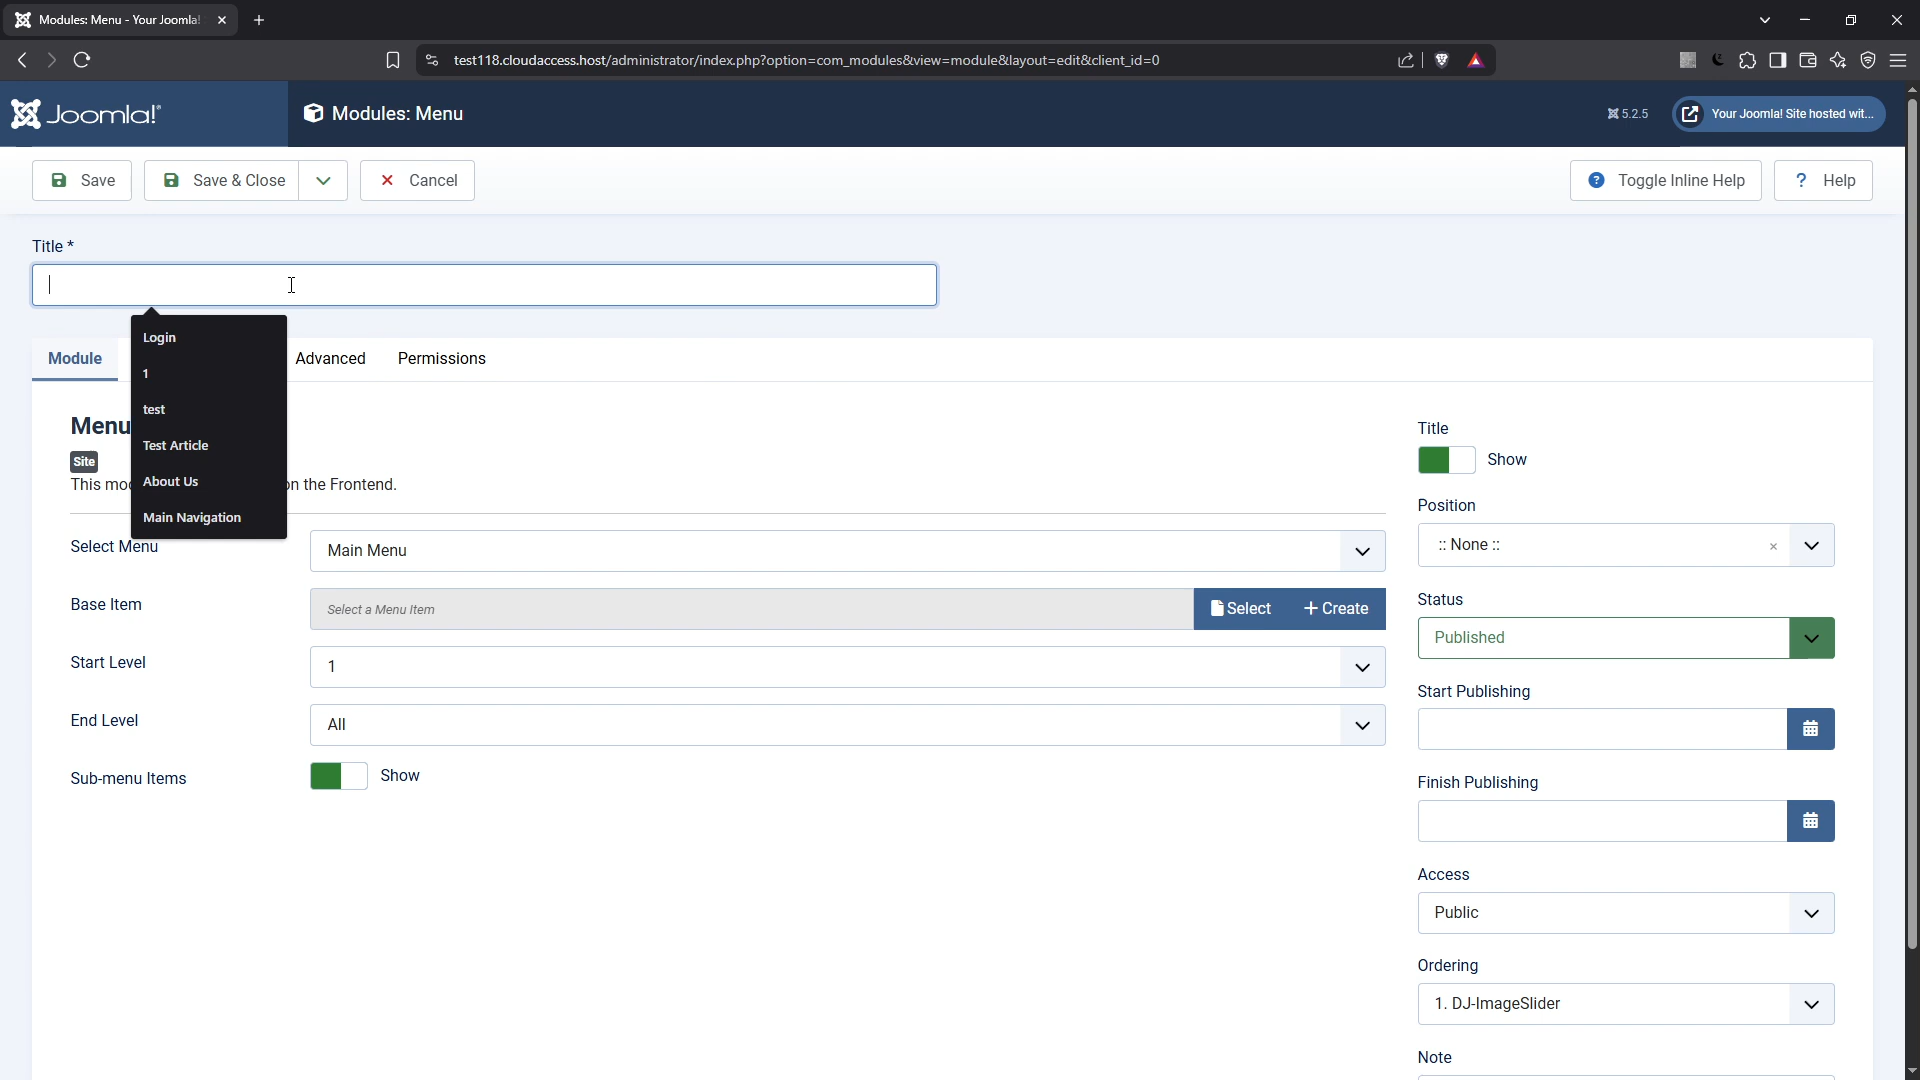 Modules: Menu - Your Joomla!
test118.cloudaccess.host/administrator/index.php?option=com_modules&view=module&layout=edit&client_id=0
Joomla!®
Modules: Menu
5.2.5
Your Joomla! Site hosted wit...
Save
Save & Close
Cancel
Toggle Inline Help
Help
Title *
Login
1
test
Test Article
About Us
Main Navigation
Module
Advanced
Permissions
Menu
Site
This mo
n the Frontend.
Select Menu
Main Menu
Base Item
Select a Menu Item
Select
Create
Start Level
1
End Level
All
Sub-menu Items
Show
Title
Show
Position
:: None ::
Status
Published
Start Publishing
Finish Publishing
Access
Public
Ordering
1. DJ-ImageSlider
Note